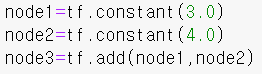 node1=tf.constant(3.0)
node2=tf.constant(4.0)
node3=tf.add(node1,node2)